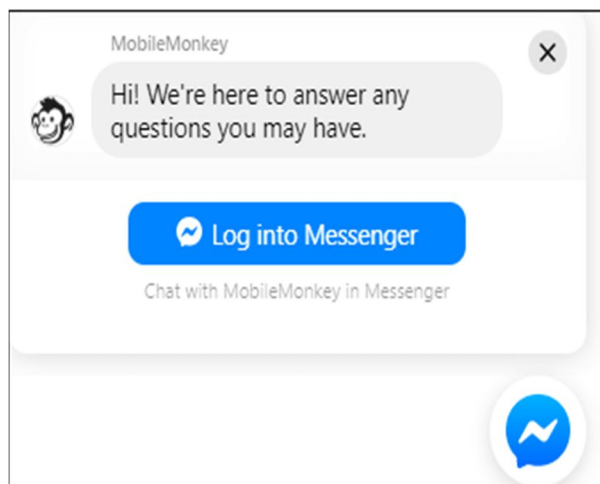 MobileMonkey
Hi! We're here to answer any
questions you may have.
Log into Messenger
Chat with MobileMonkey in Messenger